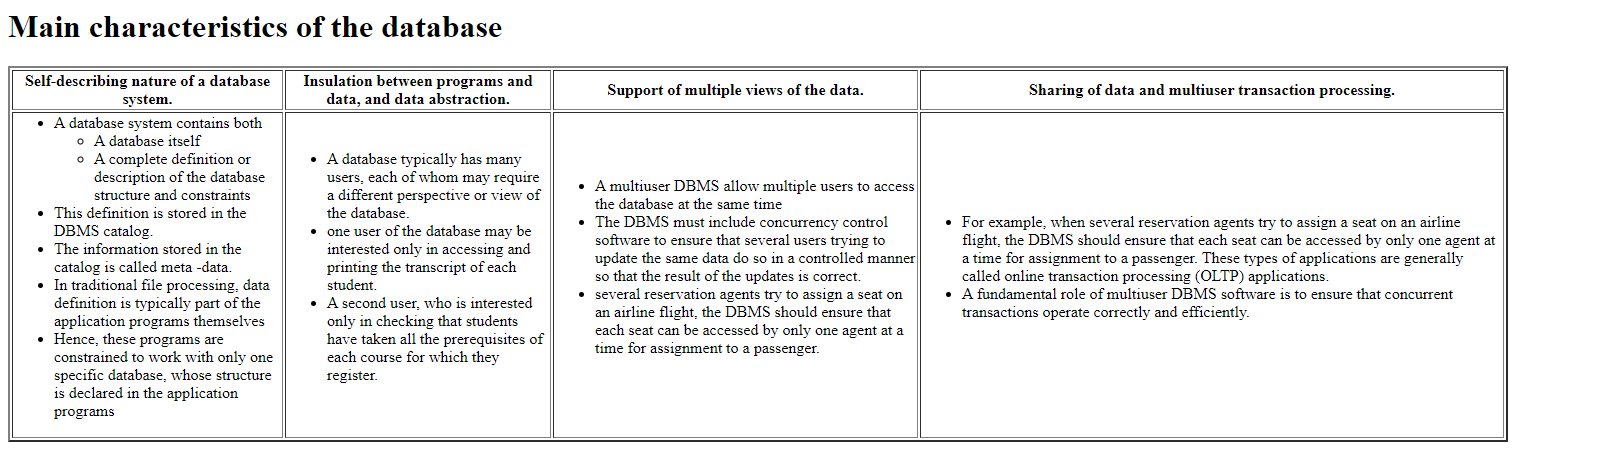 Main characteristics of the database
Self-describing nature of a database
system.
Insulation between programs and
data, and data abstraction.
Support of multiple views of the data.
Sharing of data and multiuser transaction processing.
A database system contains both
A database itself
A complete definition or
description of the database
structure and constraints
This definition is stored in the
DBMS catalog.
The information stored in the
catalog is called meta -data.
In traditional file processing, data
definition is typically part of the
application programs themselves
Hence, these programs are
constrained to work with only one
specific database, whose structure
is declared in the application
programs
A database typically has many
users, each of whom may require
a different perspective or view of
the database.
one user of the database may be
interested only in accessing and
printing the transcript of each
student.
A second user, who is interested
only in checking that students
have taken all the prerequisites of
each course for which they
register.
A multiuser DBMS allow multiple users to access
the database at the same time
The DBMS must include concurrency control
software to ensure that several users trying to
update the same data do so in a controlled manner
so that the result of the updates is correct.
several reservation agents try to assign a seat on
an airline flight, the DBMS should ensure that
each seat can be accessed by only one agent at a
time for assignment to a passenger.
For example, when several reservation agents try to assign a seat on an airline
flight, the DBMS should ensure that each seat can be accessed by only one agent at
a time for assignment to a passenger. These types of applications are generally
called online transaction processing (OLTP) applications.
A fundamental role of multiuser DBMS software is to ensure that concurrent
transactions operate correctly and efficiently.